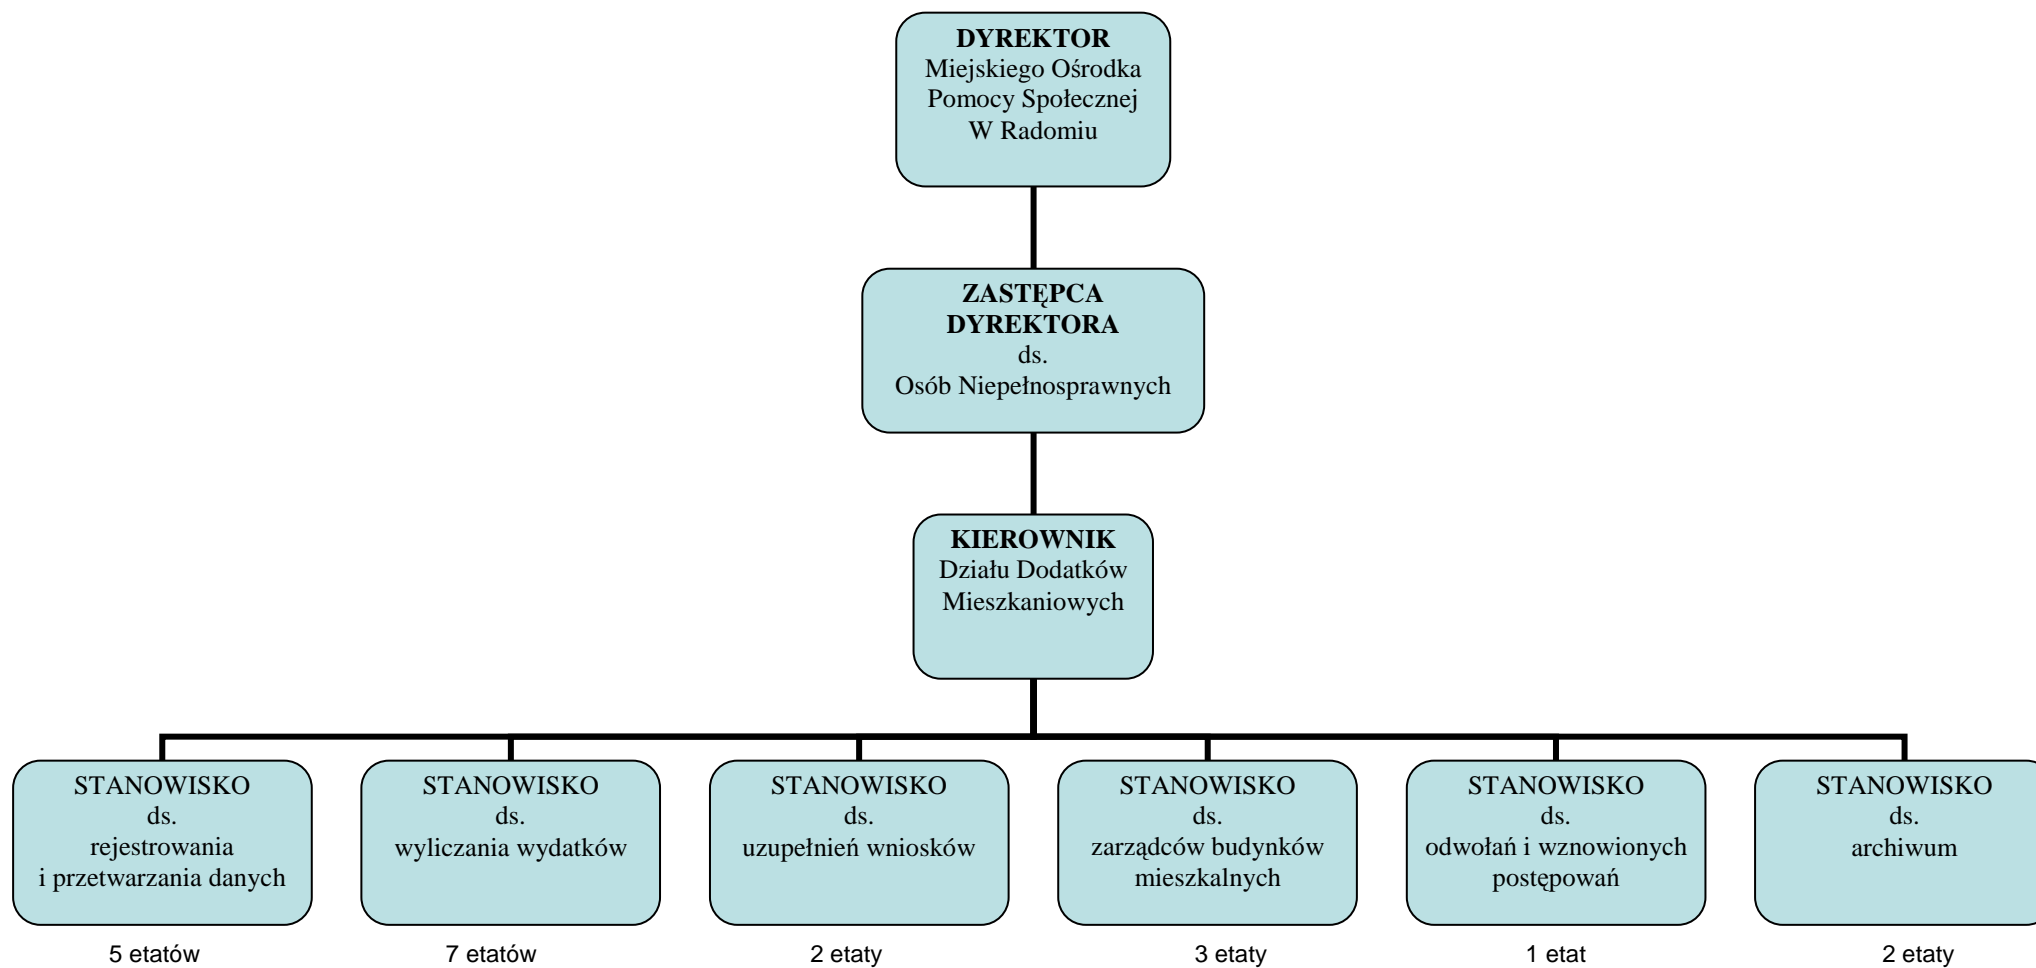 DYREKTOR
Miejskiego Ośrodka
Pomocy Społecznej
W Radomiu
ZASTĘPCA
DYREKTORA
ds.
Osób Niepełnosprawnych
KIEROWNIK
Działu Dodatków
Mieszkaniowych
STANOWISKO
ds.
rejestrowania
i przetwarzania danych
STANOWISKO
ds.
wyliczania wydatków
STANOWISKO
ds.
uzupełnień wniosków
STANOWISKO
ds.
zarządców budynków
mieszkalnych
STANOWISKO
ds.
odwołań i wznowionych
postępowań
STANOWISKO
ds.
archiwum
5 etatów
7 etatów
2 etaty
3 etaty
1 etat
2 etaty